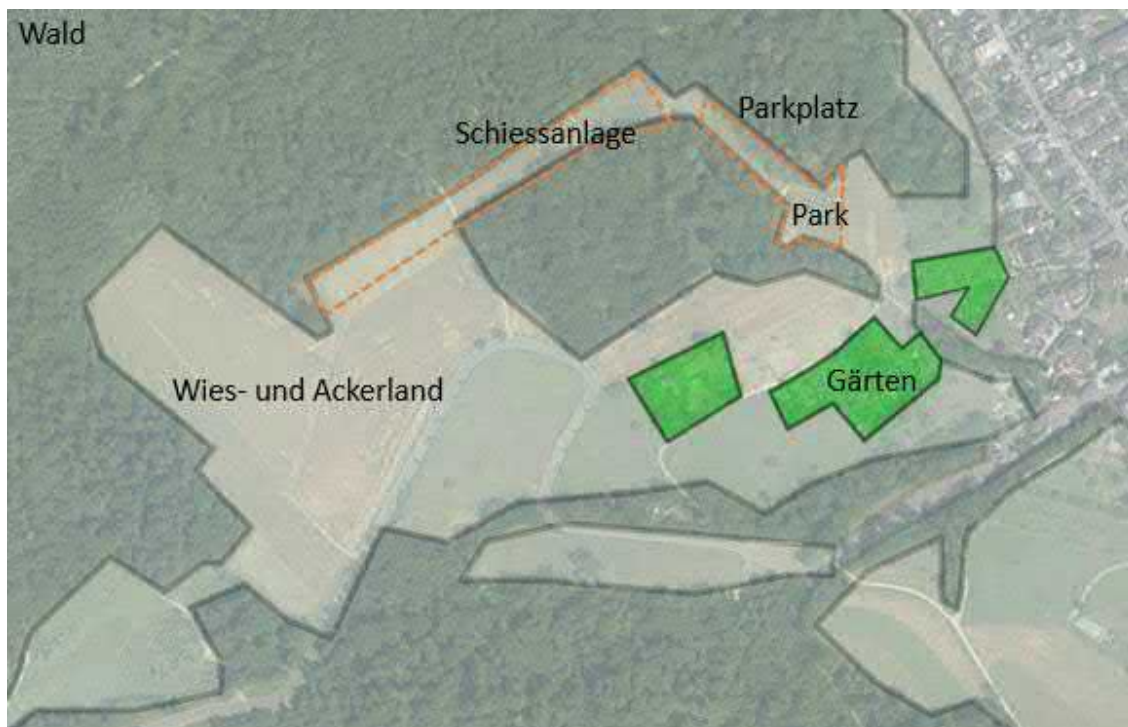 Wald
Parkplatz
Schiessanlage
Park
Gärten
Wies- und Ackerland